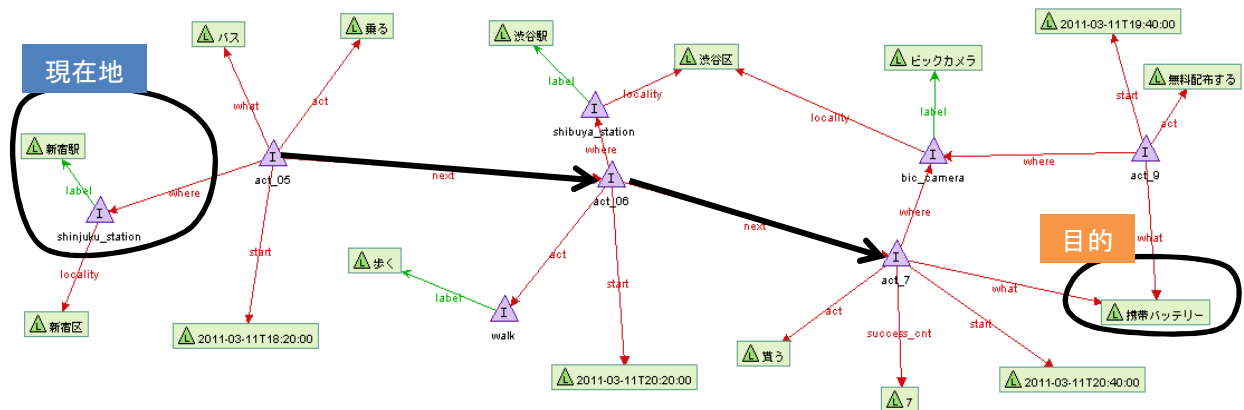 現在地
バス
乗る
渋谷駅
渋谷区
ビックカメラ
2011-03-11T19:40:00
無料配布する
what
act
label
locality
label
start
act
新宿駅
I
act_05
I
shibuya_station
where
locality
I
bic_camera
where
I
act_9
label
where
next
I
act_06
I
shinjuku_station
where
what
next
目的
locality
start
act
start
I
act_7
what
歩く
label
I
walk
携帯バッテリー
新宿区
2011-03-11T18:20:00
act
success_cnt
start
貰う
2011-03-11T20:20:00
2011-03-11T20:40:00
7